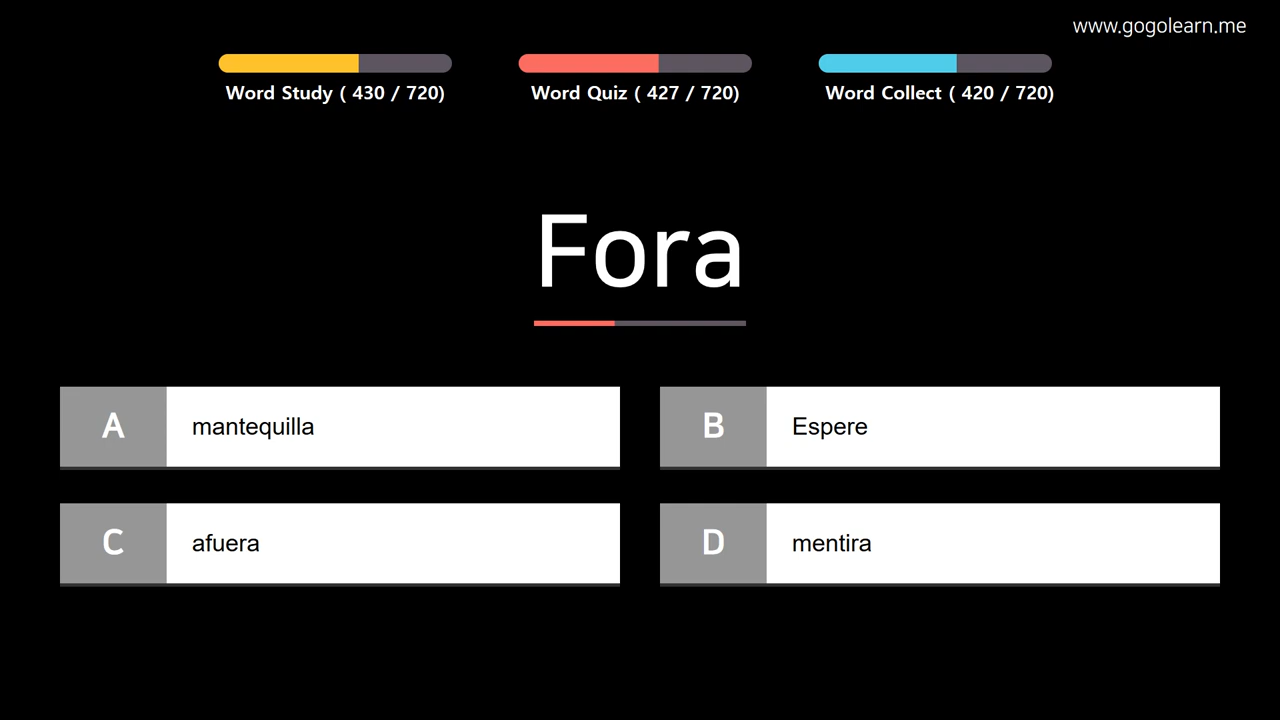 www.gogolearn.me
Word Study ( 430 / 720)
Word Quiz ( 427 / 720)
Word Collect ( 420 / 720)
Fora
A mantequilla
B Espere
C afuera
D mentira